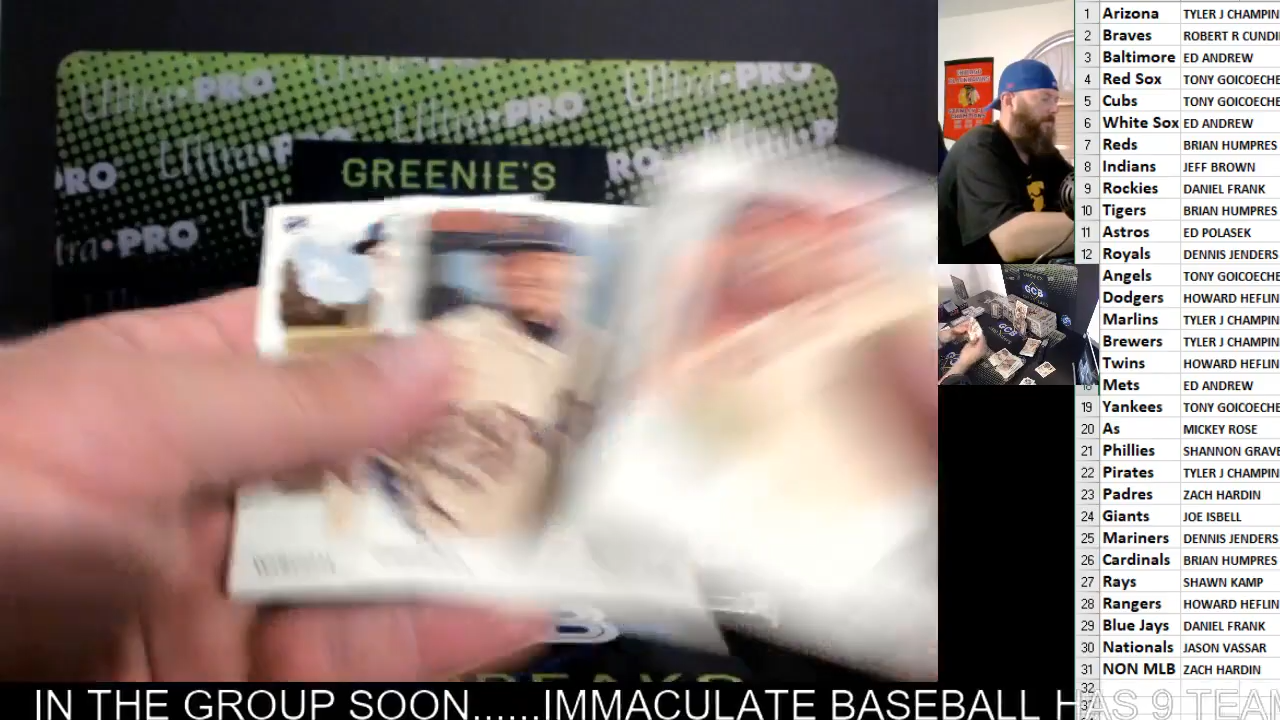 Ultra PRO
PRO
tra•PRO
GREENIE'S
GCB
GCB
1 Arizona TYLER J CHAMPIN
2 Braves ROBERT R CUNDI
3 Baltimore ED ANDREW
4 Red Sox TONY GOICOECHE
5 Cubs TONY GOICOECHE
6 White Sox ED ANDREW
7 Reds BRIAN HUMPRES
8 Indians JEFF BROWN
9 Rockies DANIEL FRANK
10 Tigers BRIAN HUMPRES
11 Astros ED POLASEK
12 Royals DENNIS JENDERS
Angels TONY GOICOECHE
Dodgers HOWARD HEFLIN
Marlins TYLER J CHAMPIN
Brewers TYLER J CHAMPIN
Twins HOWARD HEFLIN
Mets ED ANDREW
19 Yankees TONY GOICOECHE
20 As MICKEY ROSE
21 Phillies SHANNON GRAVE
22 Pirates TYLER J CHAMPIN
23 Padres ZACH HARDIN
24 Giants JOE ISBELL
25 Mariners DENNIS JENDERS
26 Cardinals BRIAN HUMPRES
27 Rays SHAWN KAMP
28 Rangers HOWARD HEFLIN
29 Blue Jays DANIEL FRANK
30 Nationals JASON VASSAR
31 NON MLB ZACH HARDIN
32
IN THE GROUP SOON......IMMACULATE BASEBALL HAS 9 TEAM